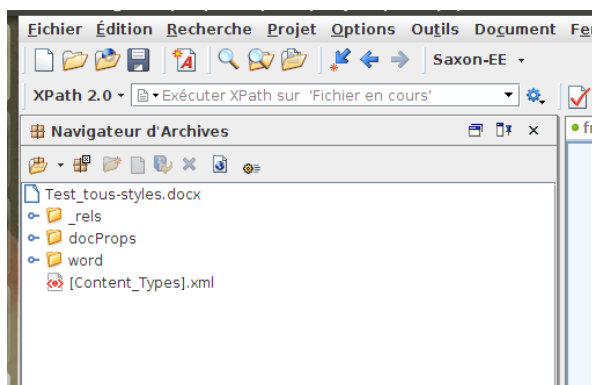 Fichier Édition Recherche Projet Options Outils Document
Saxon-EE
XPath 2.0 Exécuter XPath sur 'Fichier en cours'
Navigateur d'Archives
Test_tous-styles.docx
_rels
docProps
word
[Content_Types].xml